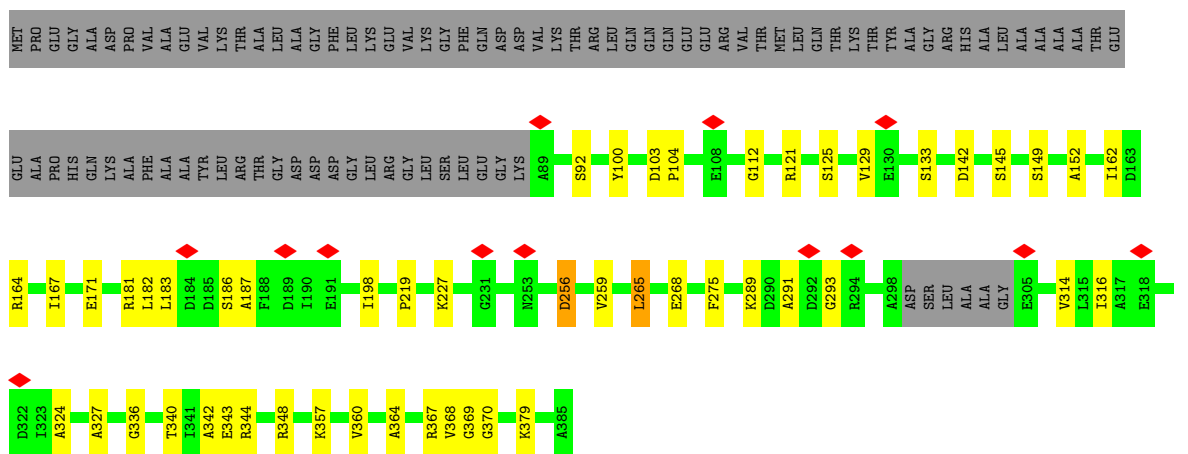 MET PRO GLU GLY ALA ASP PRO VAL ALA GLU VAL LYS THR ALA LEU ALA GLY PHE LEU LYS GLU VAL LYS GLY PHE GLN ASP ASP VAL LYS THR ARG LEU GLN GLN GLN GLU GLU ARG VAL THR MET LEU GLN THR LYS THR TYR ALA GLY ARG HIS ALA LEU ALA ALA ALA ALA THR GLU
GLU ALA PRO HIS GLN LYS ALA PHE ALA ALA TYR LEU ARG THR GLY ASP ASP ASP GLY LEU ARG GLY LEU SER LEU GLU GLY LYS A89 S92 Y100 D103 P104 E108 G112 R121 S125 V129 E130 S133 D142 S145 S149 A152 I162 D163
R164 I167 E171 R181 L182 L183 D184 D185 S186 A187 F188 D189 I190 E191 I198 P219 K227 G231 N253 D256 V259 L265 E268 F275 K289 D290 A291 D292 G293 R294 A298 ASP SER LEU ALA ALA GLY E305 V314 L315 I316 A317 E318
D322 I323 A324 A327 G336 T340 I341 A342 E343 R344 R348 K357 V360 A364 R367 V368 G369 G370 K379 A385